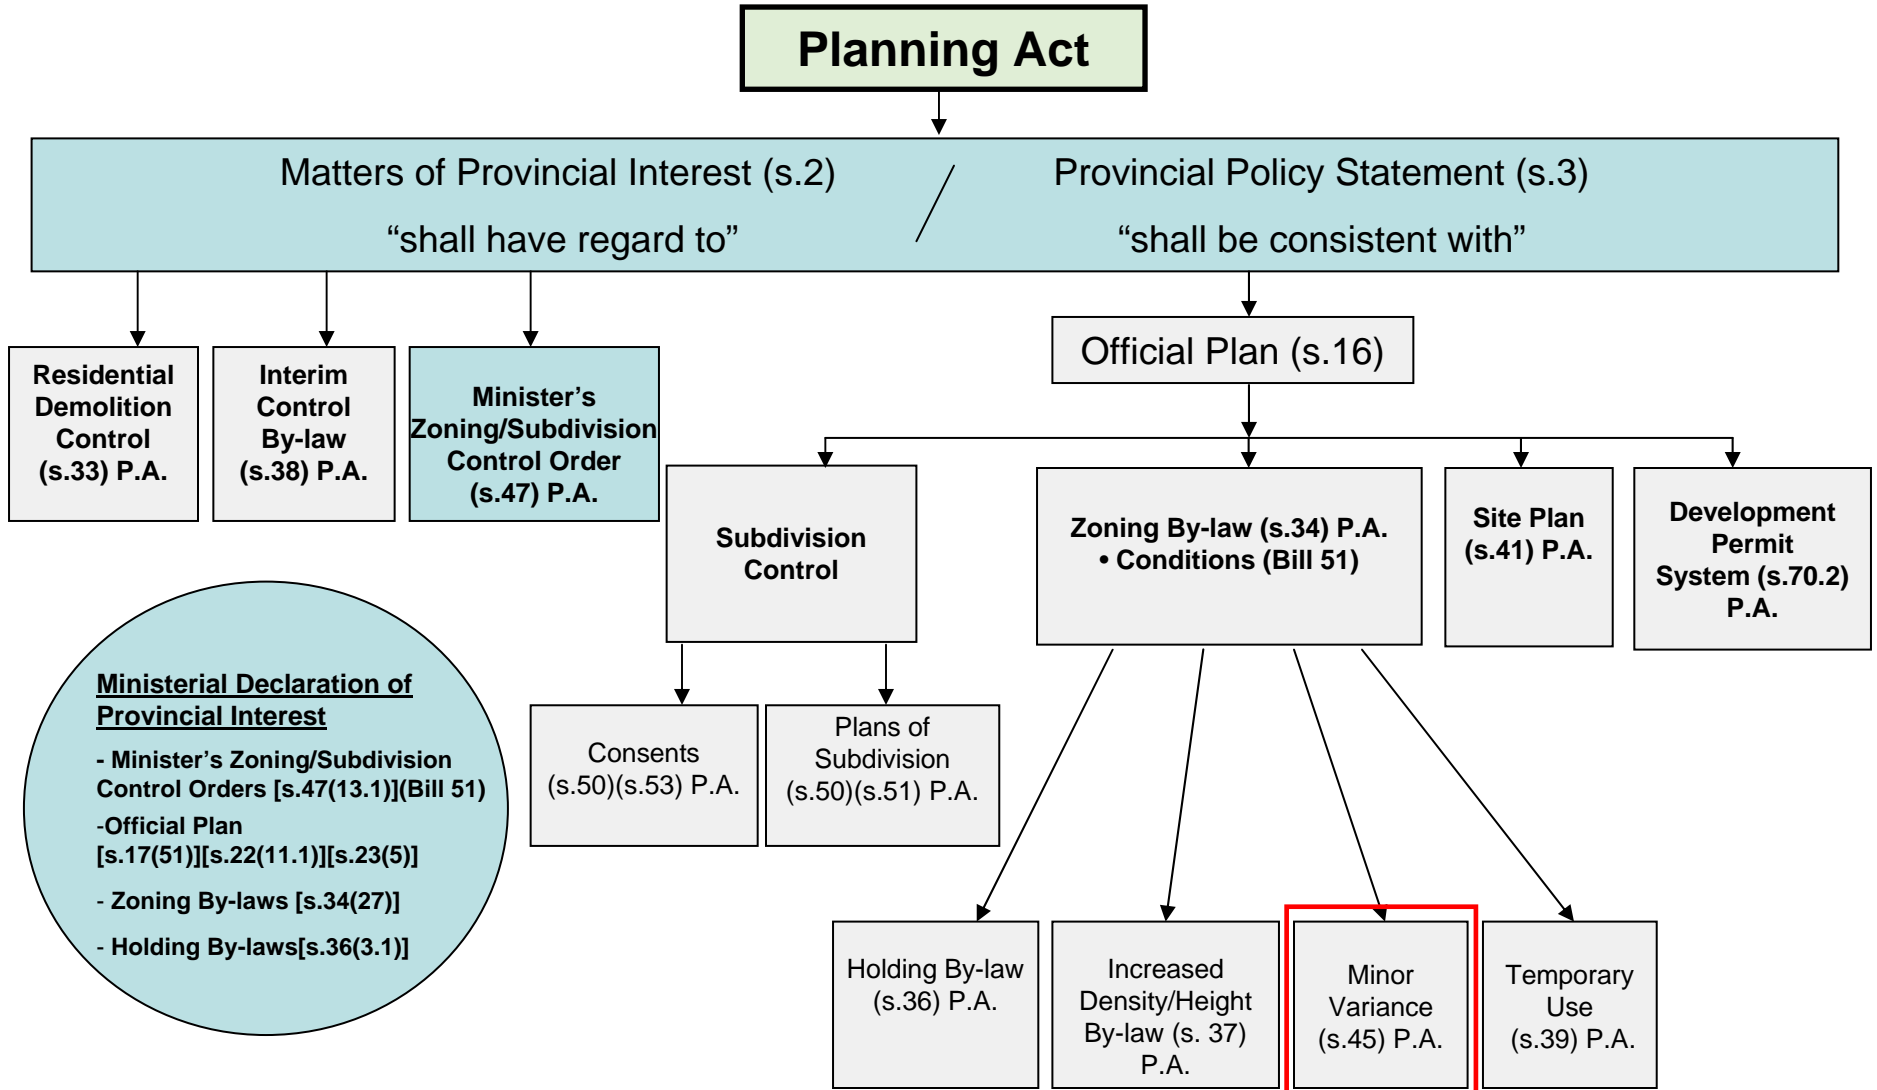 Planning Act
Matters of Provincial Interest (s.2) / Provincial Policy Statement (s.3)
“shall have regard to” “shall be consistent with”
Residential
Demolition
Control
(s.33) P.A.
Interim
Control
By-law
(s.38) P.A.
Minister’s
Zoning/Subdivision
Control Order
(s.47) P.A.
Official Plan (s.16)
Subdivision
Control
Zoning By-law (s.34) P.A.
• Conditions (Bill 51)
Site Plan
(s.41) P.A.
Development
Permit
System (s.70.2)
P.A.
Ministerial Declaration of
Provincial Interest
- Minister’s Zoning/Subdivision
Control Orders [s.47(13.1)](Bill 51)
-Official Plan
[s.17(51)][s.22(11.1)][s.23(5)]
- Zoning By-laws [s.34(27)]
- Holding By-laws[s.36(3.1)]
Consents
(s.50)(s.53) P.A.
Plans of
Subdivision
(s.50)(s.51) P.A.
Holding By-law
(s.36) P.A.
Increased
Density/Height
By-law (s. 37)
P.A.
Minor
Variance
(s.45) P.A.
Temporary
Use
(s.39) P.A.